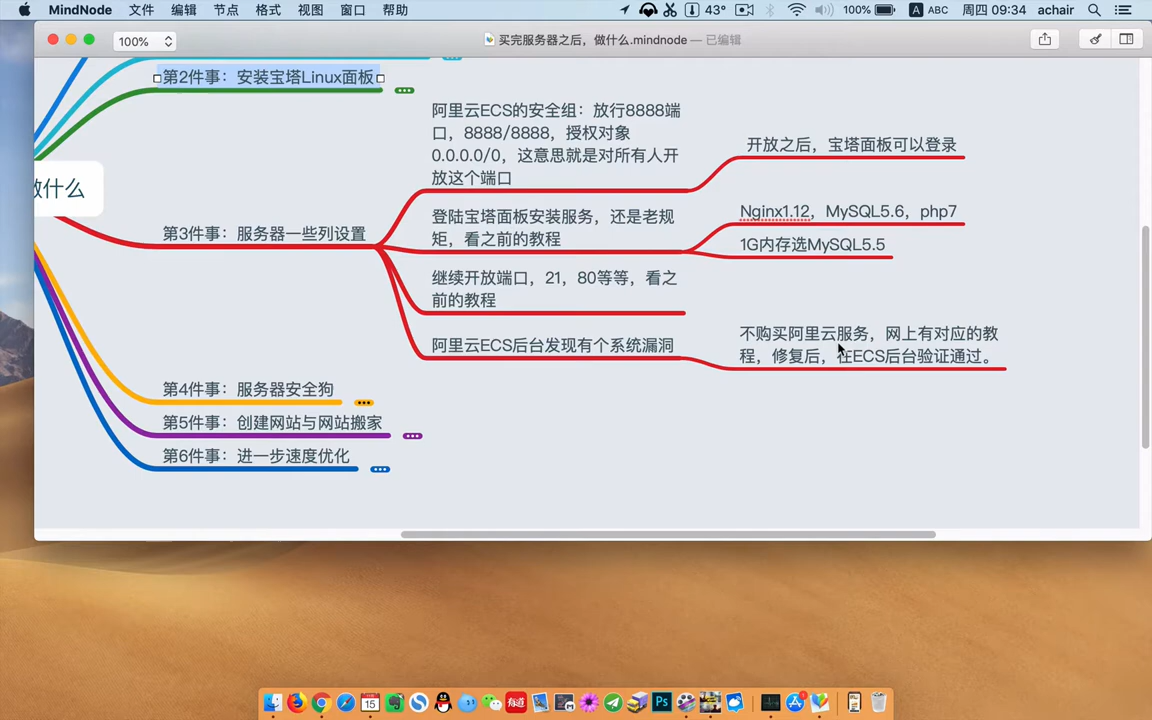 MindNode 文件 编辑 节点 格式 视图 窗口 帮助 43° 100% A ABC 周四 09:34 achair
100% 买完服务器之后，做什么.mindnode — 已编辑
第2件事：安装宝塔Linux面板
阿里云ECS的安全组：放行8888端
口，8888/8888，授权对象
0.0.0.0/0，这意思就是对所有人开
放这个端口
开放之后，宝塔面板可以登录
做什么
第3件事：服务器一些列设置
登陆宝塔面板安装服务，还是老规
矩，看之前的教程
Nginx1.12，MySQL5.6，php7
1G内存选MySQL5.5
继续开放端口，21，80等等，看之
前的教程
阿里云ECS后台发现有个系统漏洞
不购买阿里云服务，网上有对应的教
程，修复后，在ECS后台验证通过。
第4件事：服务器安全狗
第5件事：创建网站与网站搬家
第6件事：进一步速度优化
15 有道 Ps